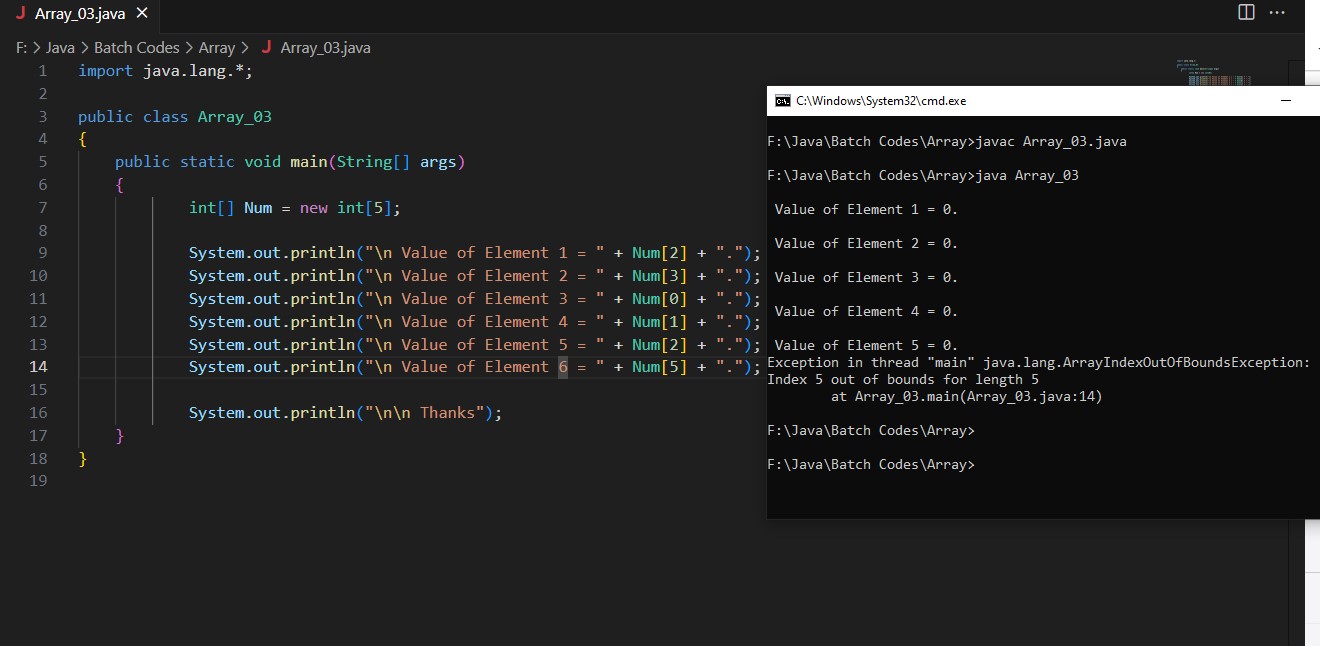 J Array_03.java ×
F: > Java > Batch Codes > Array > J Array_03.java
1 import java.lang.*;
2
3 public class Array_03
4 {
5 public static void main(String[] args)
6 {
7 int[] Num = new int[5];
8
9 System.out.println("\n Value of Element 1 = " + Num[2] + ".");
10 System.out.println("\n Value of Element 2 = " + Num[3] + ".");
11 System.out.println("\n Value of Element 3 = " + Num[0] + ".");
12 System.out.println("\n Value of Element 4 = " + Num[1] + ".");
13 System.out.println("\n Value of Element 5 = " + Num[2] + ".");
14 System.out.println("\n Value of Element 6 = " + Num[5] + ".");
15
16 System.out.println("\n\n Thanks");
17 }
18 }
19
C:\Windows\System32\cmd.exe
F:\Java\Batch Codes\Array>javac Array_03.java
F:\Java\Batch Codes\Array>java Array_03
Value of Element 1 = 0.
Value of Element 2 = 0.
Value of Element 3 = 0.
Value of Element 4 = 0.
Value of Element 5 = 0.
Exception in thread "main" java.lang.ArrayIndexOutOfBoundsException:
Index 5 out of bounds for length 5
at Array_03.main(Array_03.java:14)
F:\Java\Batch Codes\Array>
F:\Java\Batch Codes\Array>